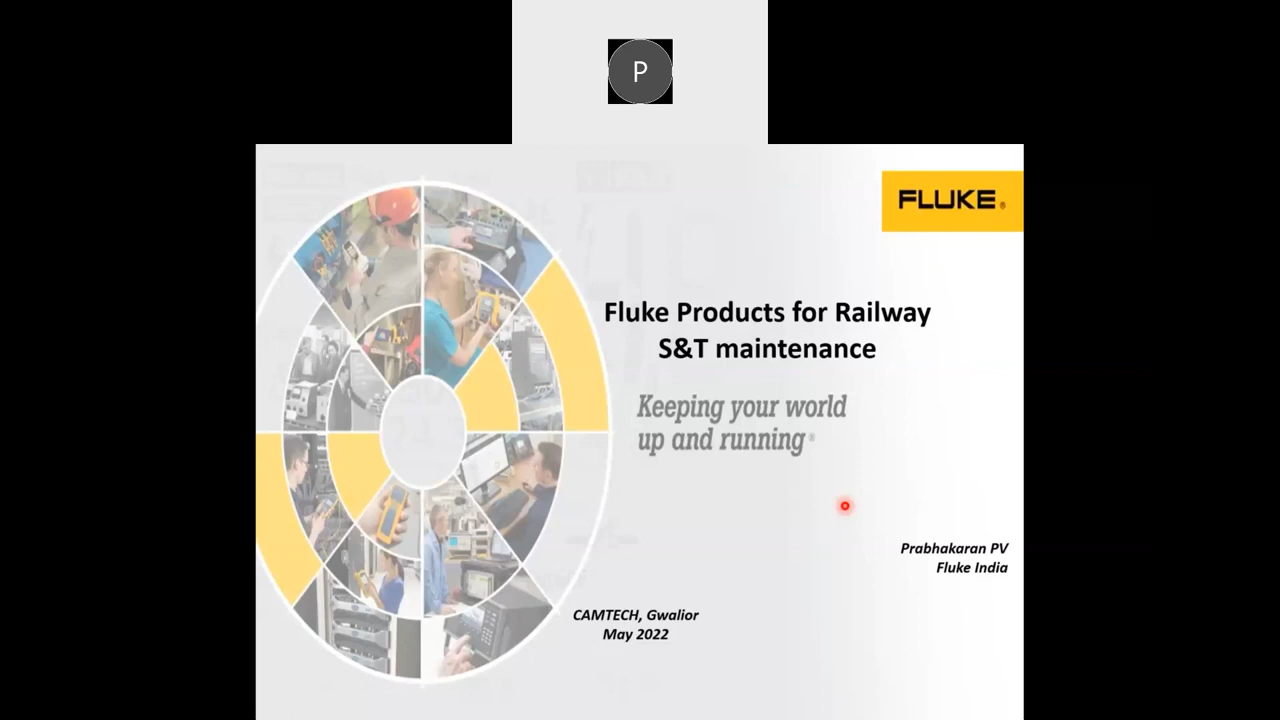 P
FLUKE®
Fluke Products for Railway
S&T maintenance
Keeping your world
up and running®
Prabhakaran PV
Fluke India
CAMTECH, Gwalior
May 2022